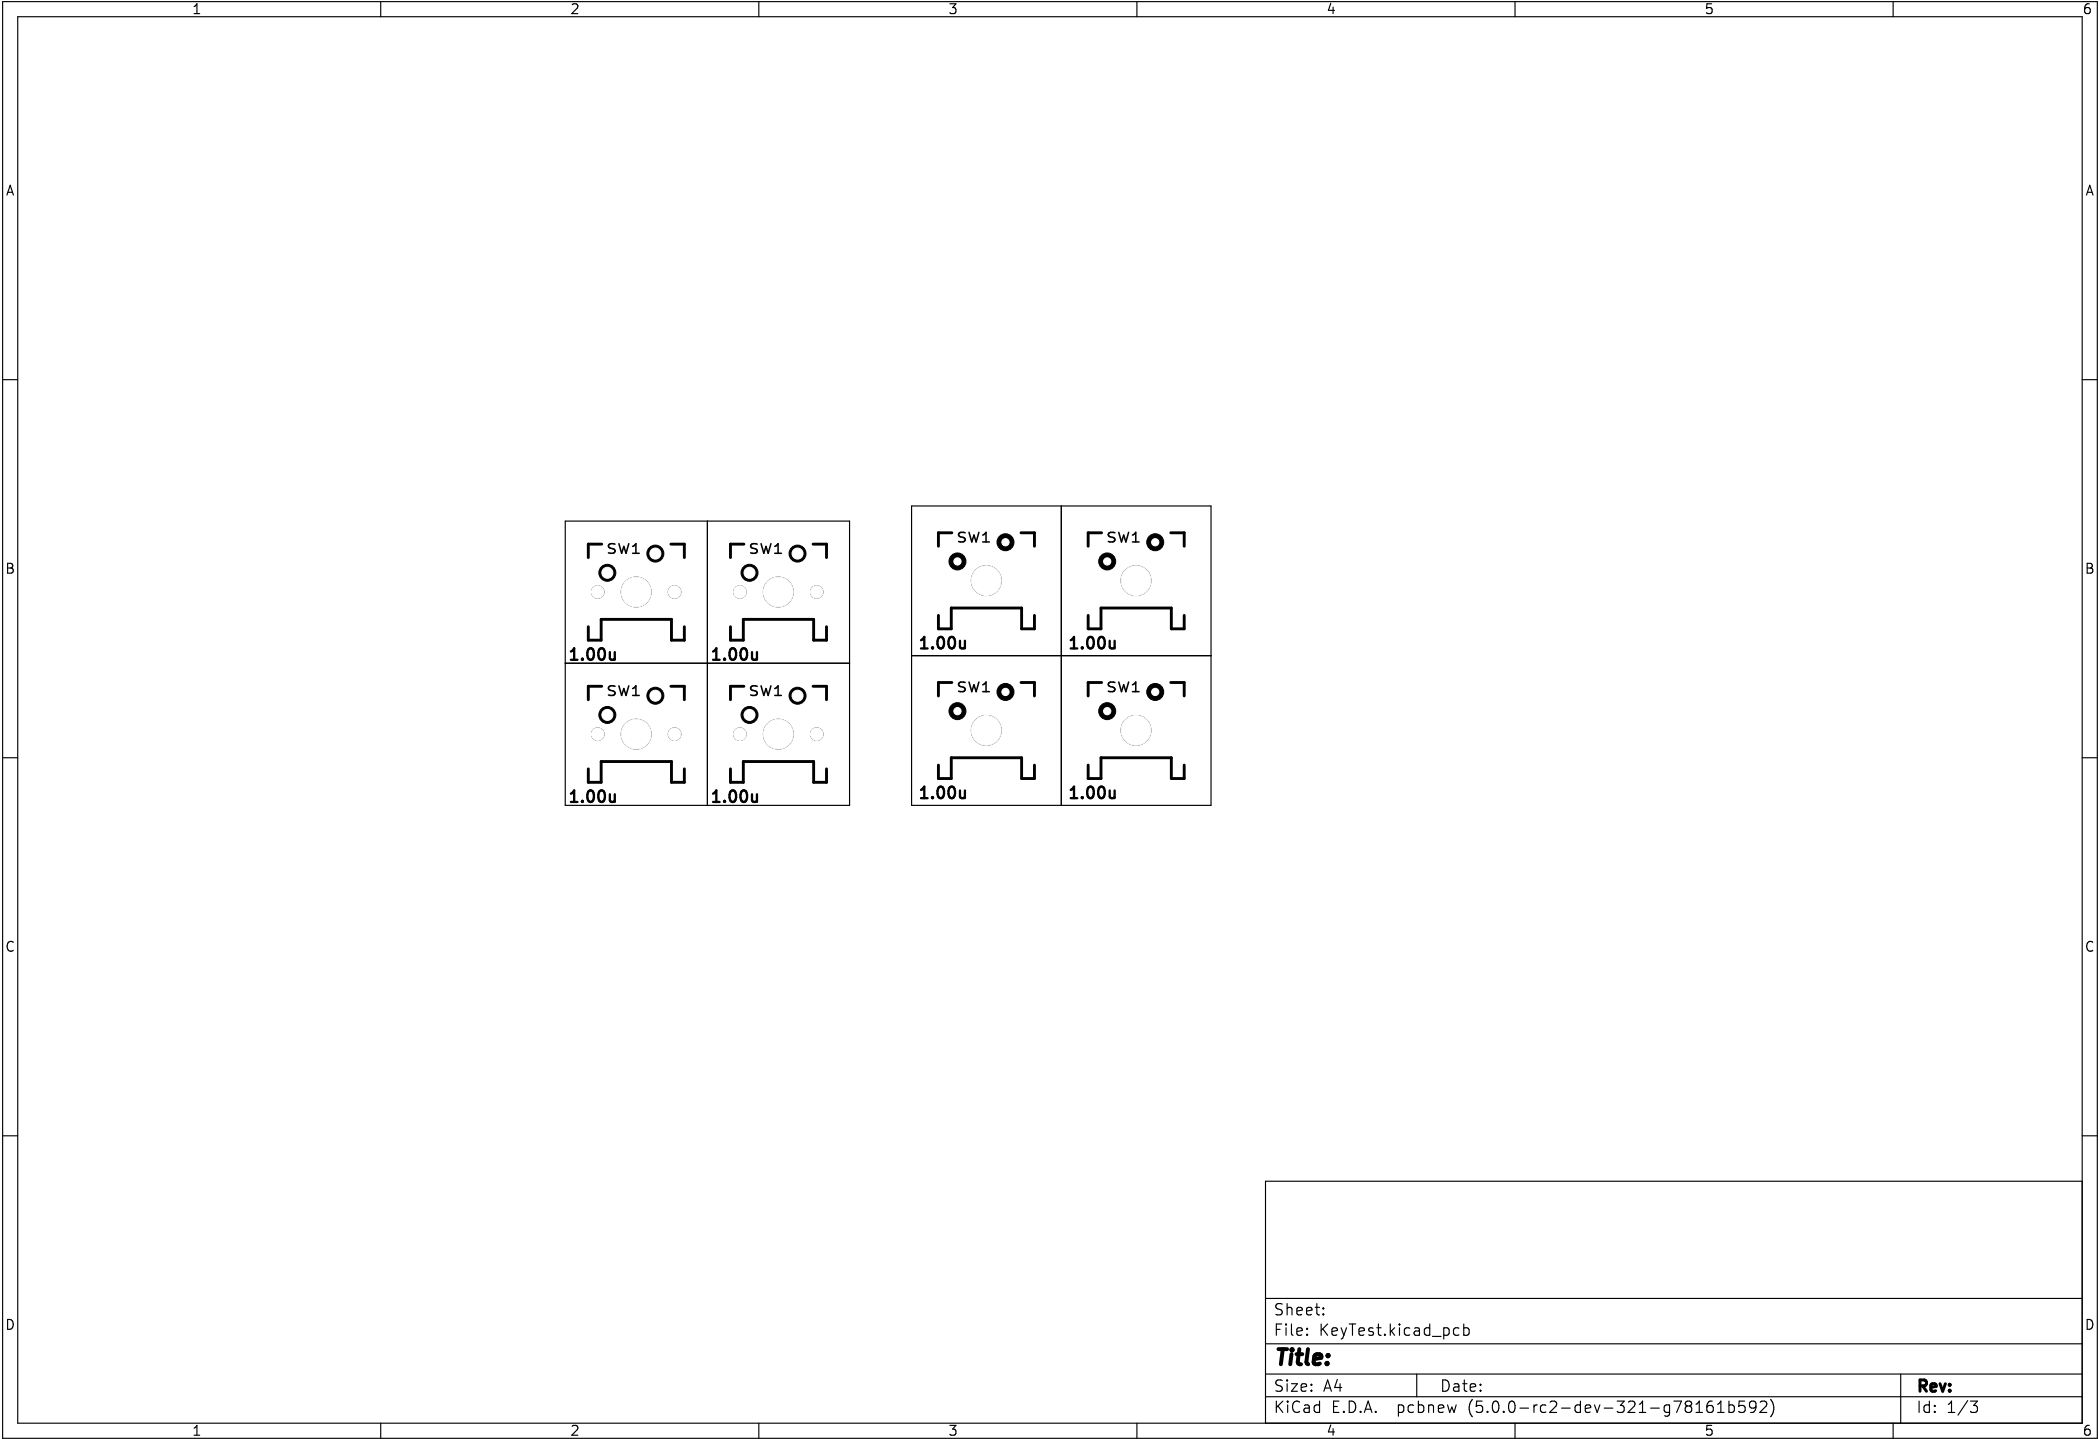 1 2 3 4 5 6
A A
SW1 SW1
SW1 SW1
B B
1.00u 1.00u
1.00u 1.00u
SW1 SW1
SW1 SW1
1.00u 1.00u
1.00u 1.00u
C C
Sheet:
File: KeyTest.kicad_pcb
D D
Title:
Size: A4 Date: Rev:
KiCad E.D.A. pcbnew (5.0.0-rc2-dev-321-g78161b592) Id: 1/3
1 2 3 4 5 6